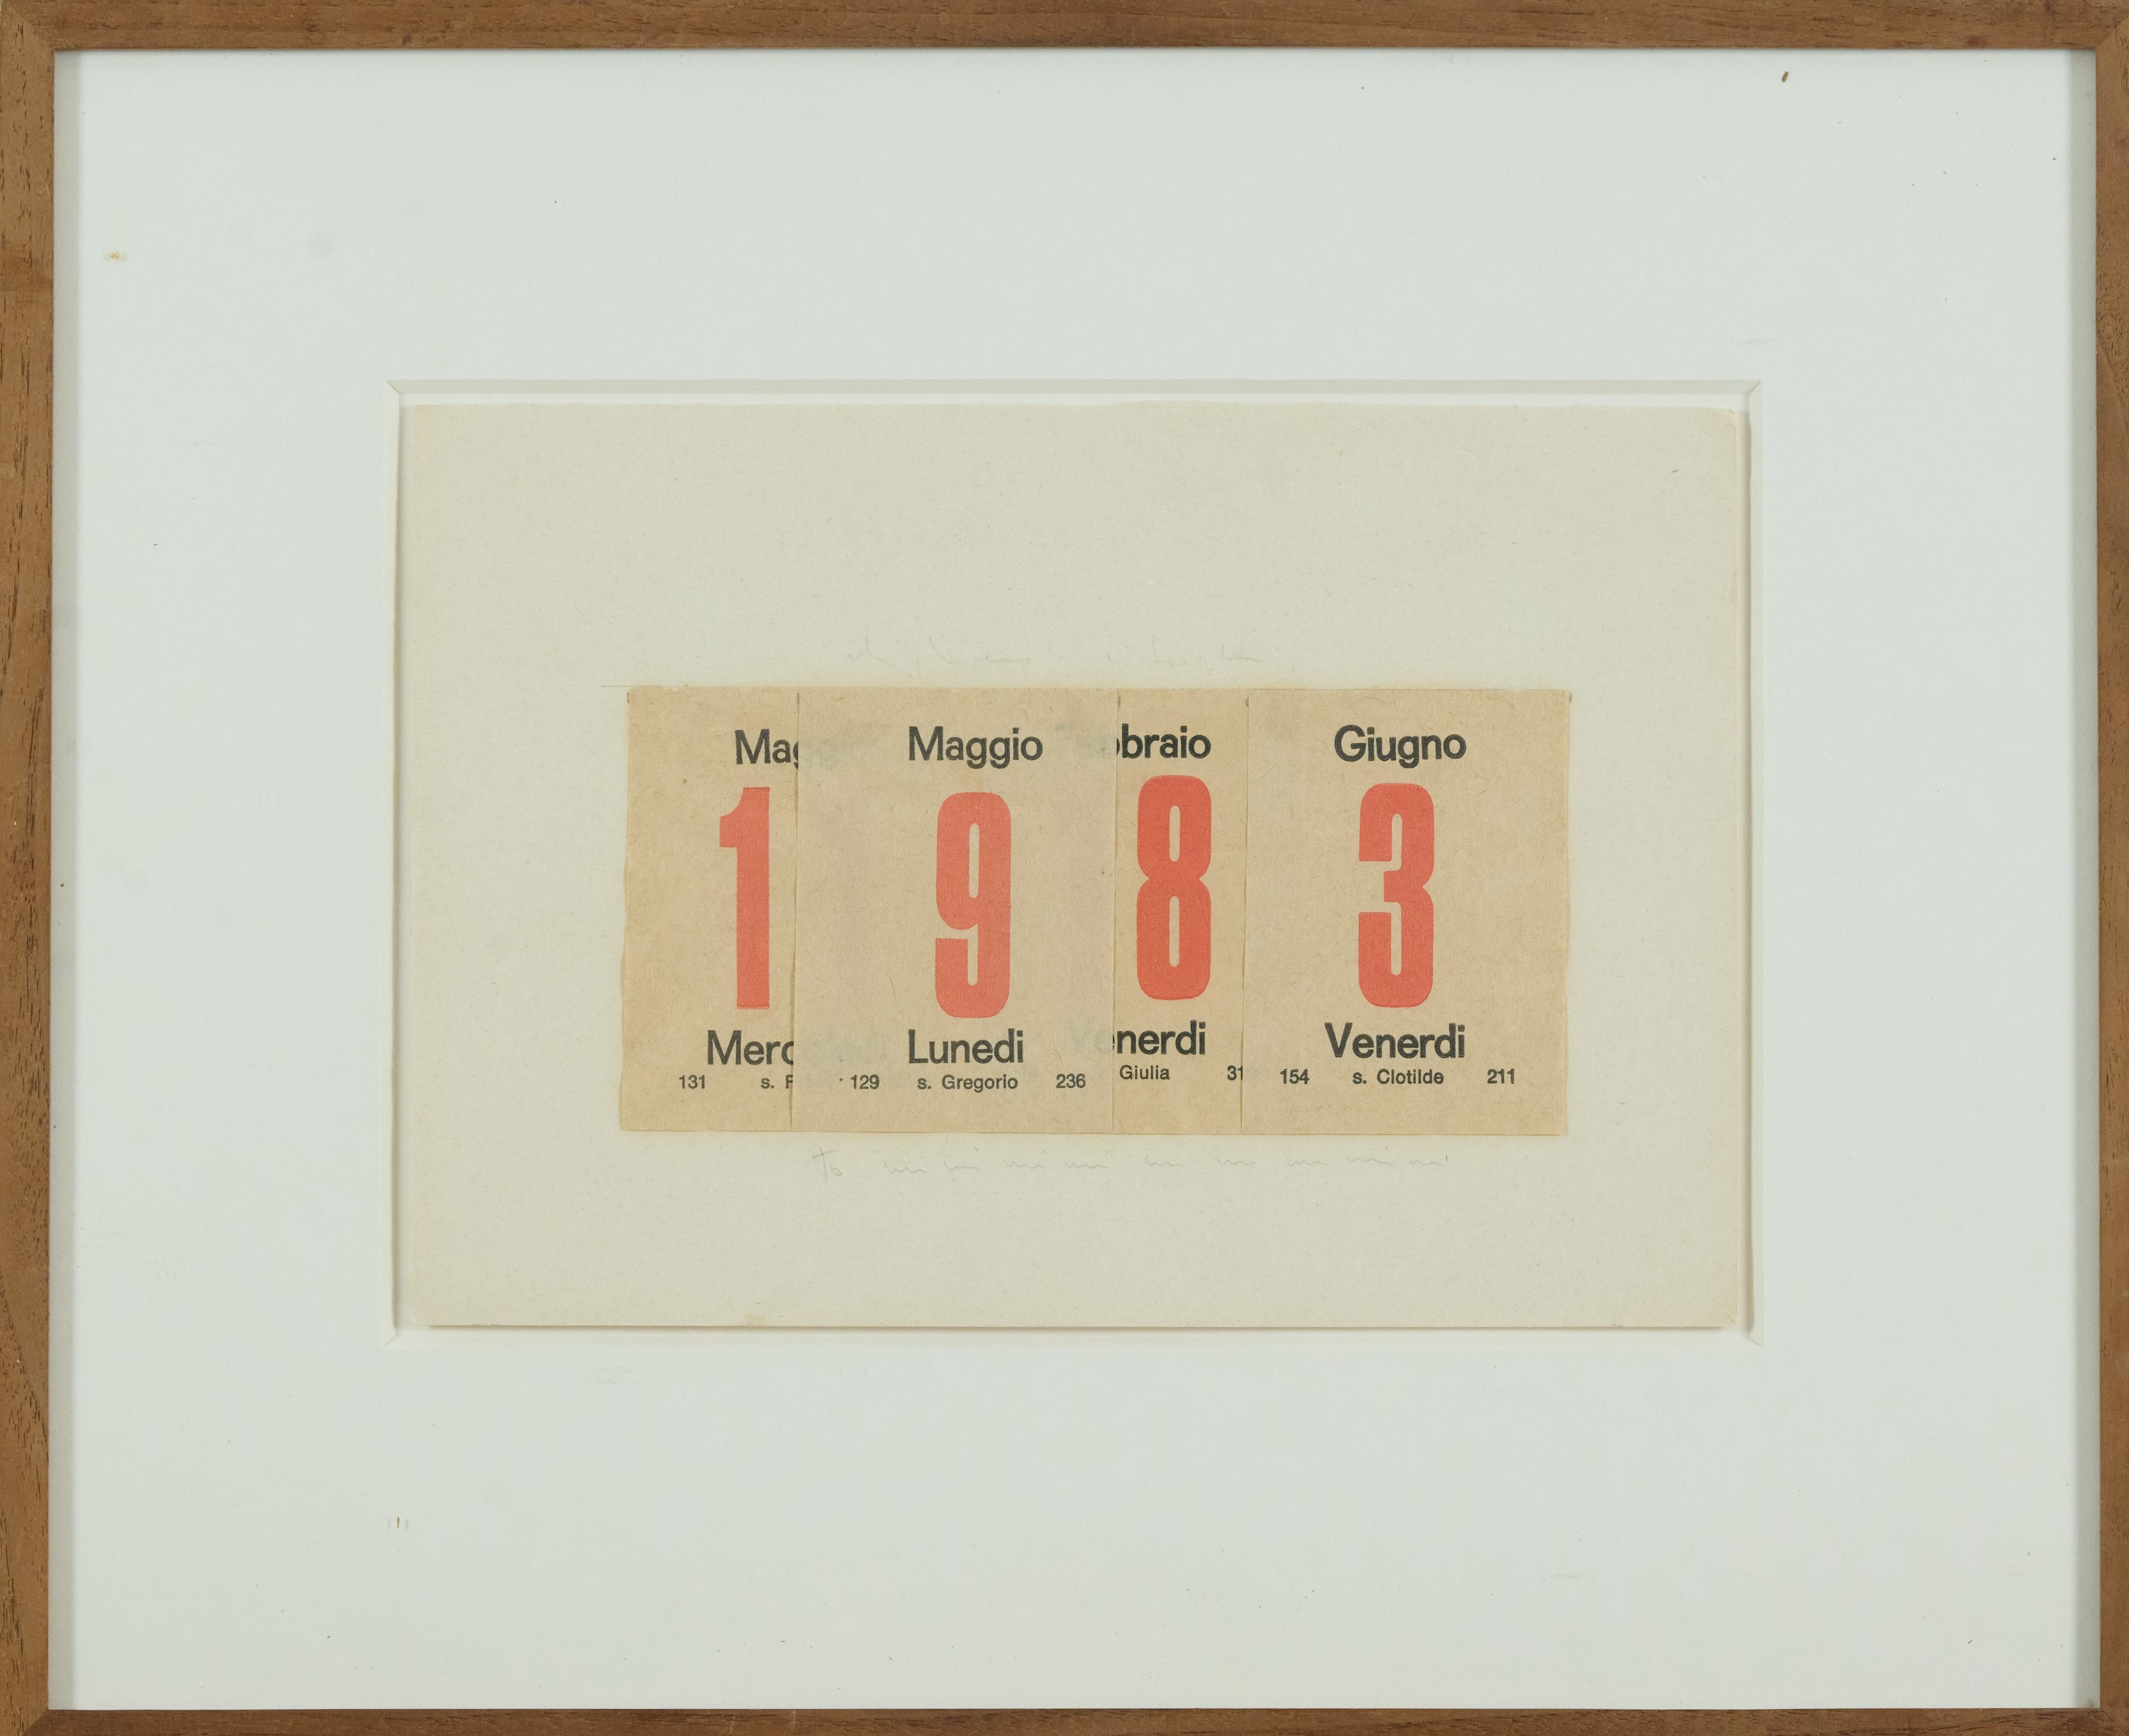 Mag Maggio bbraio Giugno
1 9 8 3
Merc Lunedi enerdi Venerdi
131 s. F 129 s. Gregorio 236 Giulia 31 154 s. Clotilde 211